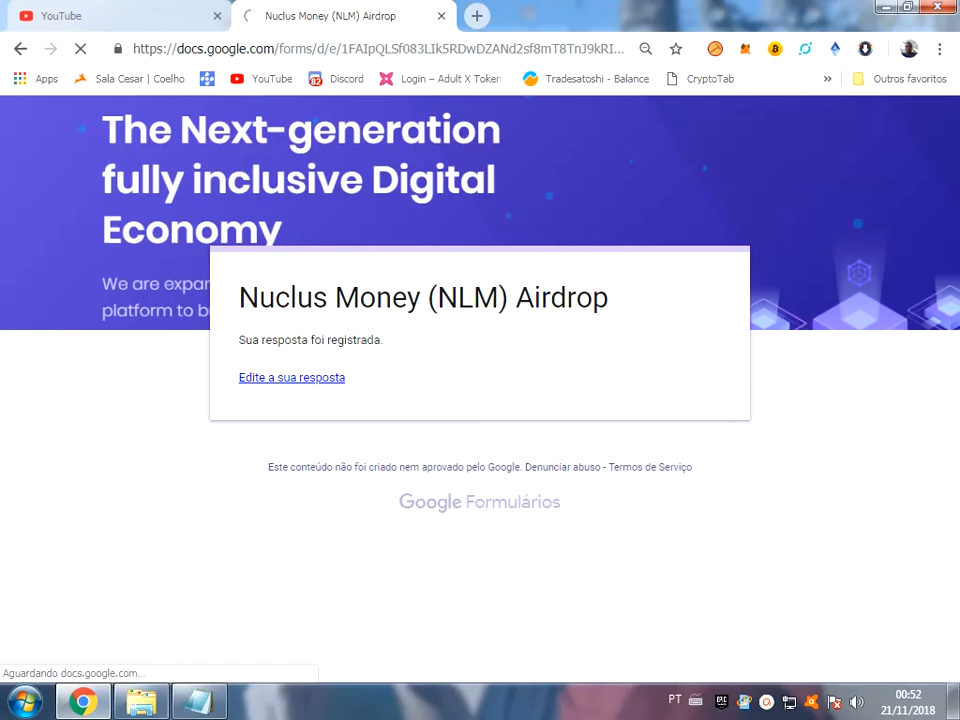 YouTube
Nuclus Money (NLM) Airdrop
https://docs.google.com/forms/d/e/1FAIpQLSf083LIk5RDwDZANd2sf8mT8TnJ9kRI...
Apps
Sala Cesar | Coelho
YouTube
82
Discord
Login – Adult X Token
Tradesatoshi - Balance
CryptoTab
»
Outros favoritos
The Next-generation
fully inclusive Digital
Economy
We are expan
platform to bu
Nuclus Money (NLM) Airdrop
Sua resposta foi registrada.
Edite a sua resposta
Este conteúdo não foi criado nem aprovado pelo Google. Denunciar abuso - Termos de Serviço
Google Formulários
Aguardando docs.google.com...
PT
00:52
21/11/2018